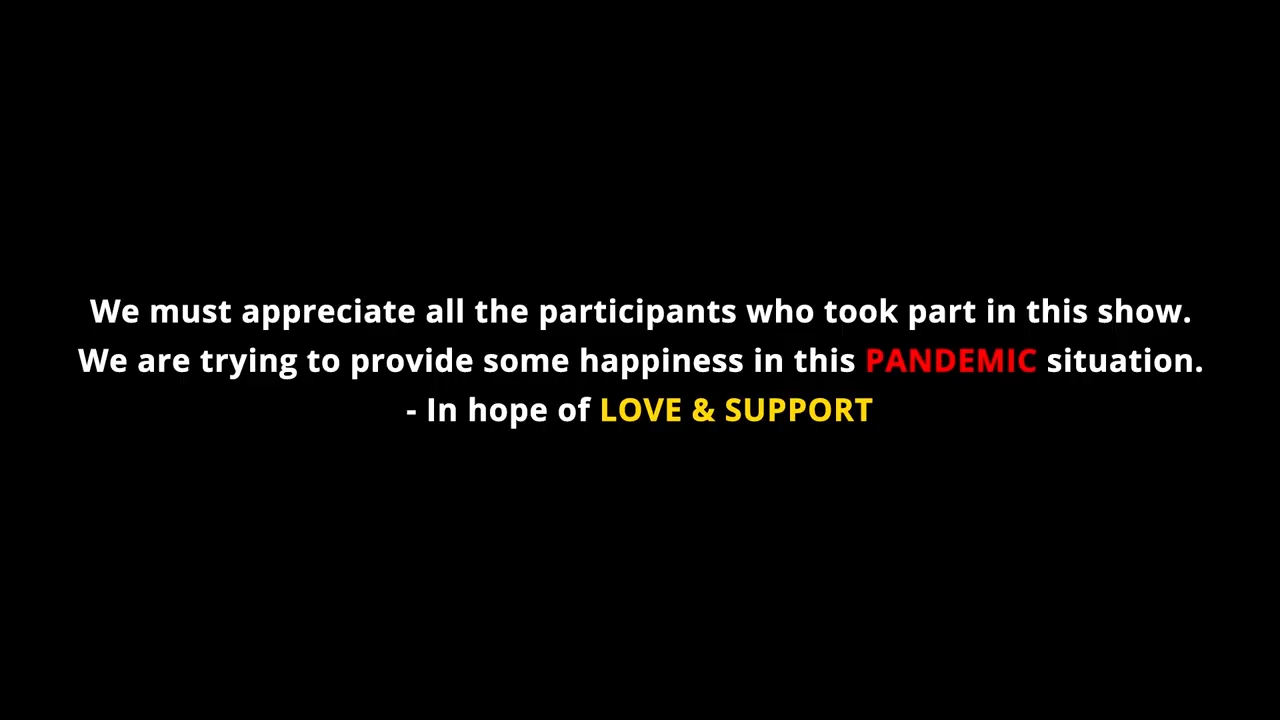 We must appreciate all the participants who took part in this show.
We are trying to provide some happiness in this PANDEMIC situation.
- In hope of LOVE & SUPPORT